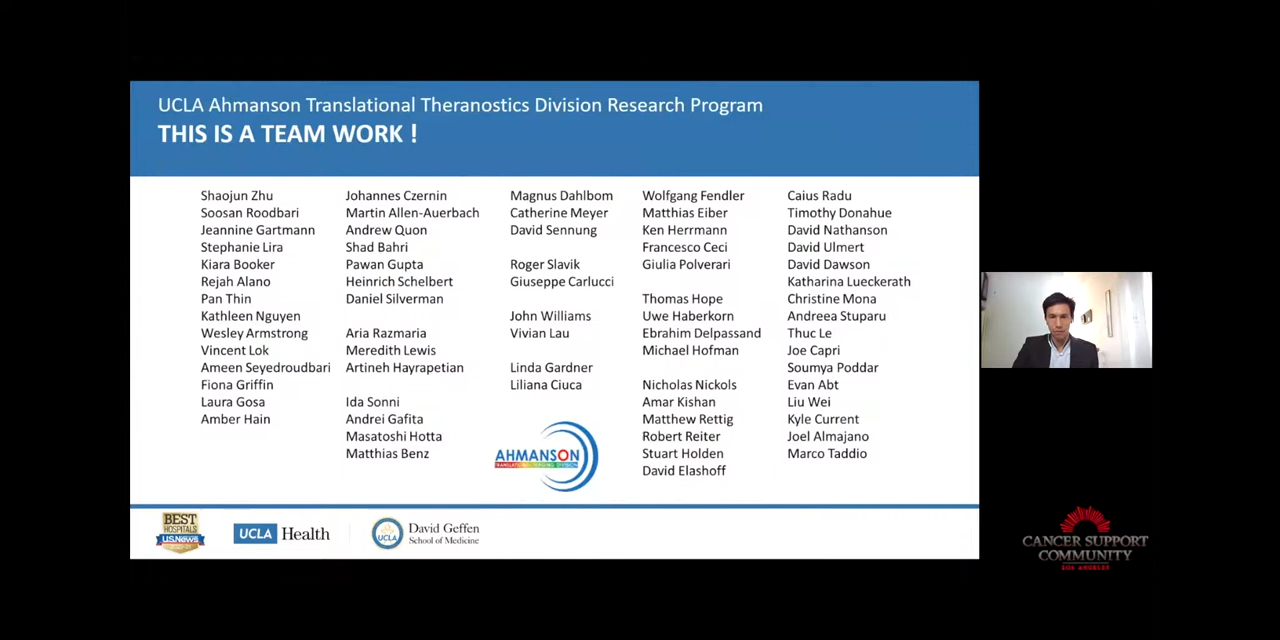 UCLA Ahmanson Translational Theranostics Division Research Program
THIS IS A TEAM WORK !
Shaojun Zhu
Soosan Roodbari
Jeannine Gartmann
Stephanie Lira
Kiara Booker
Rejah Alano
Pan Thin
Kathleen Nguyen
Wesley Armstrong
Vincent Lok
Ameen Seyedroudbari
Fiona Griffin
Laura Gosa
Amber Hain
Johannes Czernin
Martin Allen-Auerbach
Andrew Quon
Shad Bahri
Pawan Gupta
Heinrich Schelbert
Daniel Silverman
Aria Razmaria
Meredith Lewis
Artineh Hayrapetian
Ida Sonni
Andrei Gafita
Masatoshi Hotta
Matthias Benz
Magnus Dahlbom
Catherine Meyer
David Sennung
Roger Slavik
Giuseppe Carlucci
John Williams
Vivian Lau
Linda Gardner
Liliana Ciuca
AHMANSON
TRANSLATIONAL IMAGING DIVISION
Wolfgang Fendler
Matthias Eiber
Ken Herrmann
Francesco Ceci
Giulia Polverari
Thomas Hope
Uwe Haberkorn
Ebrahim Delpassand
Michael Hofman
Nicholas Nickols
Amar Kishan
Matthew Rettig
Robert Reiter
Stuart Holden
David Elashoff
Caius Radu
Timothy Donahue
David Nathanson
David Ulmert
David Dawson
Katharina Lueckerath
Christine Mona
Andreea Stuparu
Thuc Le
Joe Capri
Soumya Poddar
Evan Abt
Liu Wei
Kyle Current
Joel Almajano
Marco Taddio
BEST
HOSPITALS
U.S.News
UCLA Health
UCLA
David Geffen
School of Medicine
CANCER SUPPORT
COMMUNITY
LOS ANGELES